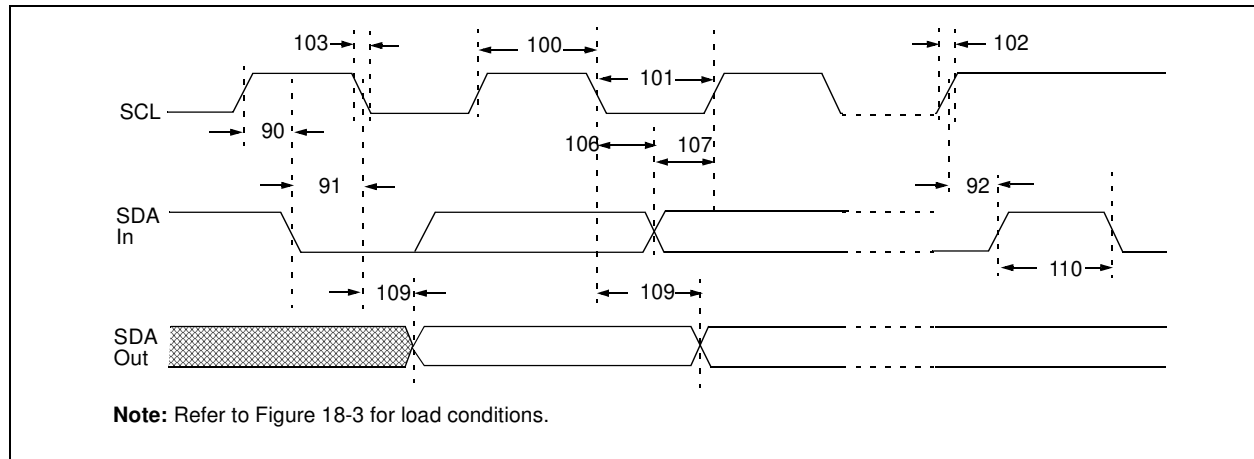 103
100
102
101
SCL
90
106
107
91
92
SDA
In
110
109
109
SDA
Out
Note: Refer to Figure 18-3 for load conditions.